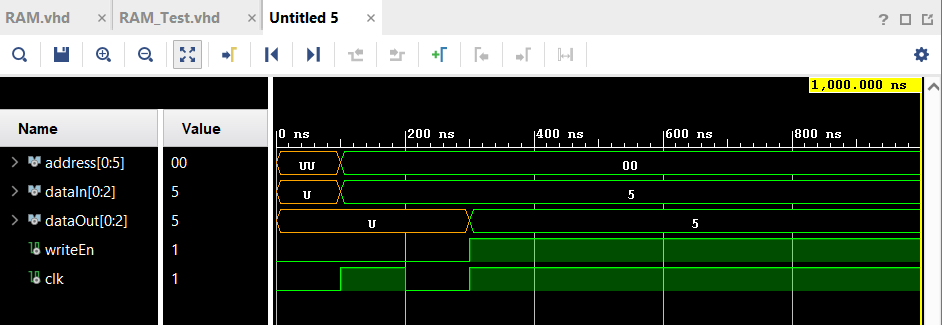 RAM.vhd × RAM_Test.vhd × Untitled 5 × ? 
1,000.000 ns
Name Value 0 ns 200 ns 400 ns 600 ns 800 ns
address[0:5] 00 UU 00
dataIn[0:2] 5 U 5
dataOut[0:2] 5 U 5
writeEn 1
clk 1